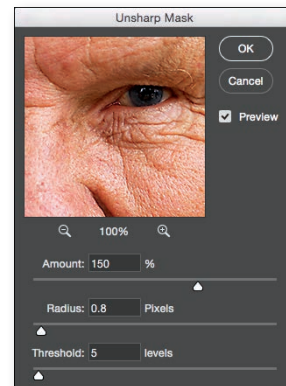 Unsharp Mask
OK
Cancel
Preview
100%
Amount: 150 %
Radius: 0.8 Pixels
Threshold: 5 levels